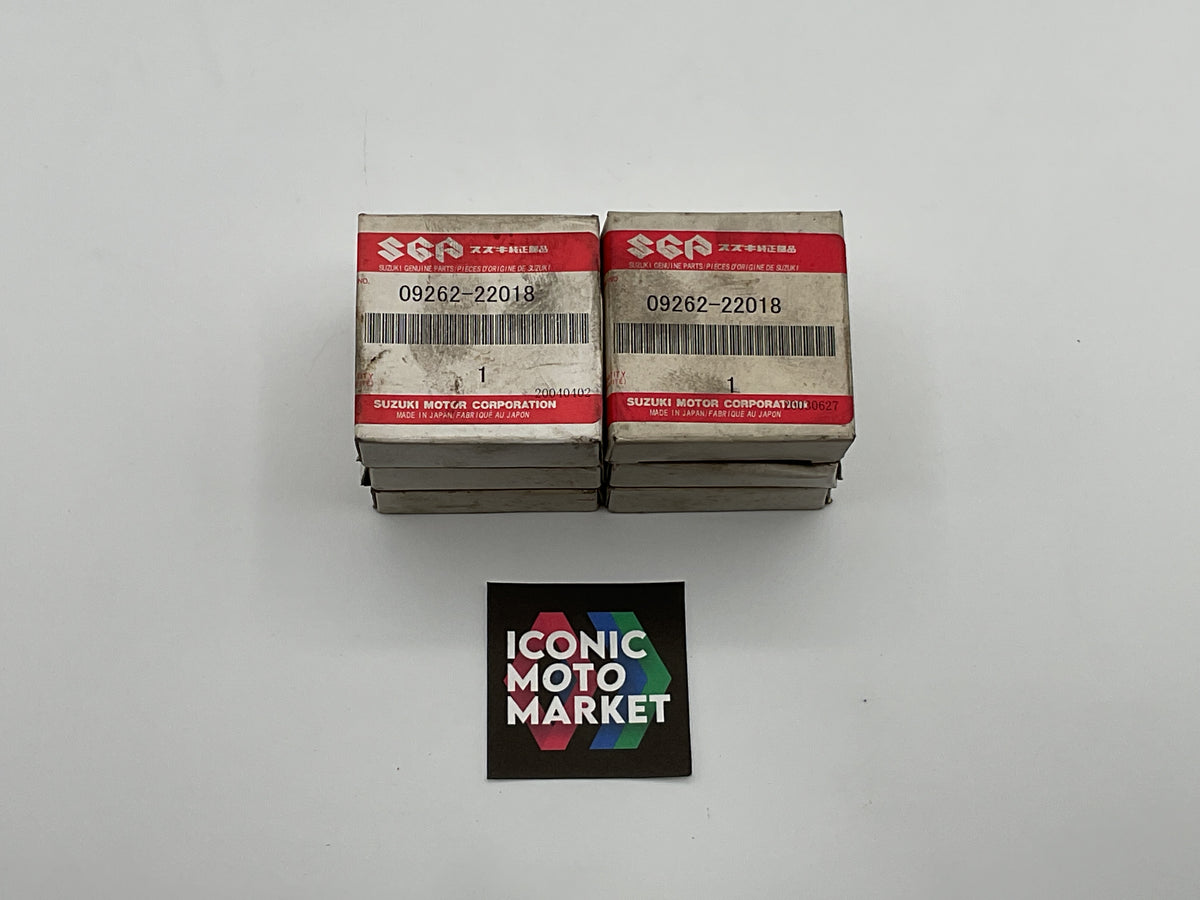 SGP スズキ純正部品
SUZUKI GENUINE PARTS/PIECES D'ORIGINE DE SUZUKI
NO.
09262-22018
1
20040402
SUZUKI MOTOR CORPORATION
MADE IN JAPAN/FABRIQUE AU JAPON
SGP スズキ純正部品
SUZUKI GENUINE PARTS/PIECES D'ORIGINE DE SUZUKI
09262-22018
1
SUZUKI MOTOR CORPORATION 20030627
MADE IN JAPAN/FABRIQUE AU JAPON
ICONIC
MOTO
MARKET